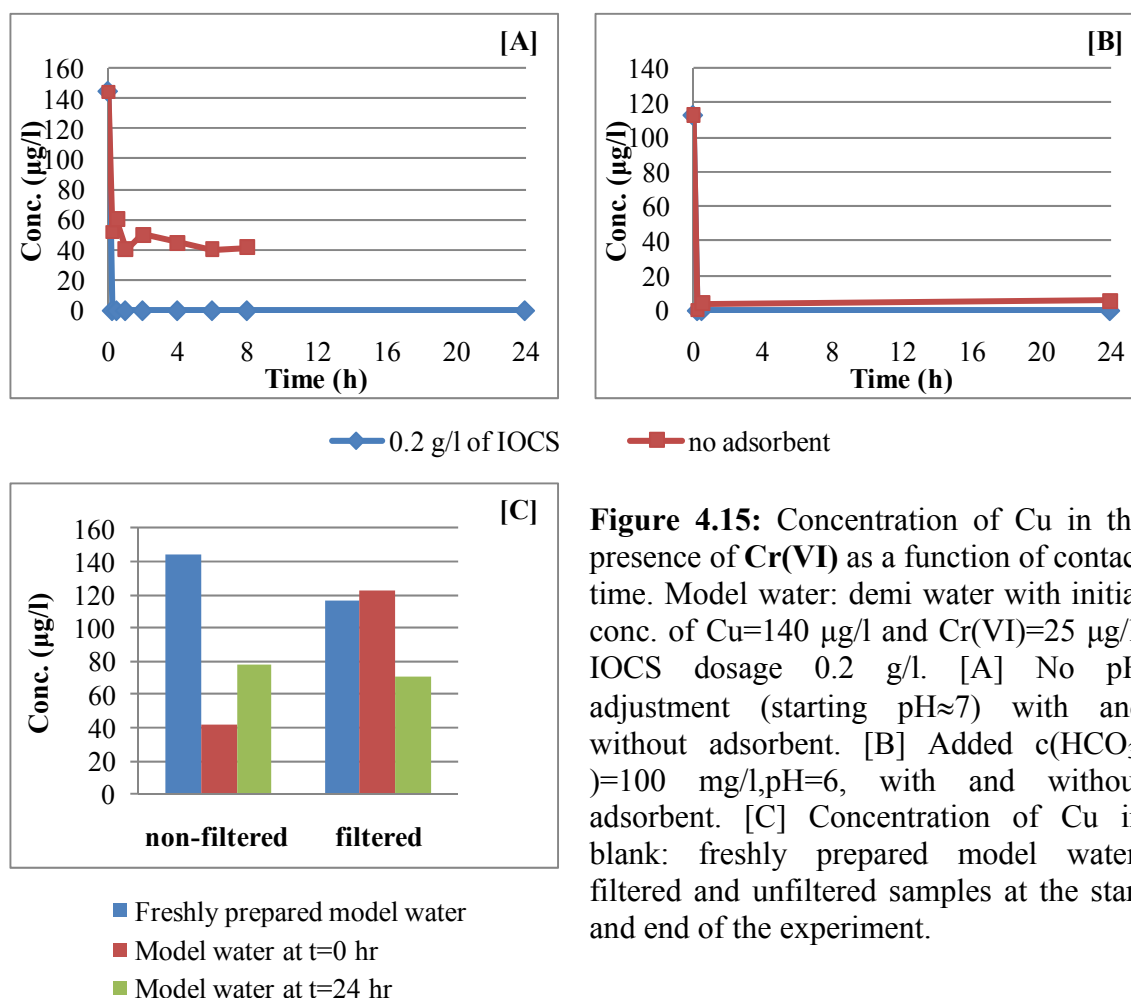 [A]
160
140
120
100
80
60
40
20
0
Conc. (µg/l)
0 4 8 12 16 20 24
Time (h)
[B]
140
120
100
80
60
40
20
0
Conc. (µg/l)
0 4 8 12 16 20 24
Time (h)
0.2 g/l of IOCS no adsorbent
[C]
160
140
120
100
80
60
40
20
0
Conc. (µg/l)
non-filtered filtered
Freshly prepared model water
Model water at t=0 hr
Model water at t=24 hr
Figure 4.15: Concentration of Cu in th
presence of Cr(VI) as a function of contac
time. Model water: demi water with initia
conc. of Cu=140 µg/l and Cr(VI)=25 µg/l
IOCS dosage 0.2 g/l. [A] No pH
adjustment (starting pH≈7) with and
without adsorbent. [B] Added c(HCO3
)=100 mg/l,pH=6, with and withou
adsorbent. [C] Concentration of Cu in
blank: freshly prepared model water
filtered and unfiltered samples at the star
and end of the experiment.